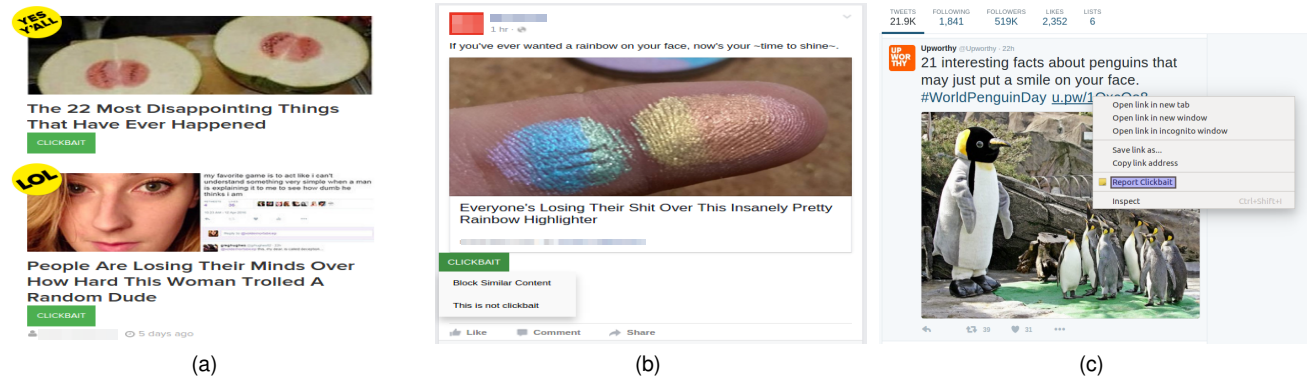 YES
Y'ALL
The 22 Most Disappointing Things
That Have Ever Happened
CLICKBAIT
LOL
my favorite game is to act like i can't
understand something very simple when a man
is explaining it to me to see how dumb he
thinks i am
People Are Losing Their Minds Over
How Hard This Woman Trolled A
Random Dude
CLICKBAIT
5 days ago
(a)
1 hr
If you've ever wanted a rainbow on your face, now's your ~time to shine~.
Everyone's Losing Their Shit Over This Insanely Pretty
Rainbow Highlighter
CLICKBAIT
Block Similar Content
This is not clickbait
Like Comment Share
(b)
TWEETS FOLLOWING FOLLOWERS LIKES LISTS
21.9K 1,841 519K 2,352 6
UP
WOR
THY
Upworthy @Upworthy · 22h
21 interesting facts about penguins that
may just put a smile on your face.
#WorldPenguinDay
Open link in new tab
Open link in new window
Open link in incognito window
Save link as...
Copy link address
Report Clickbait
Inspect Ctrl+Shift+I
39 31
(c)